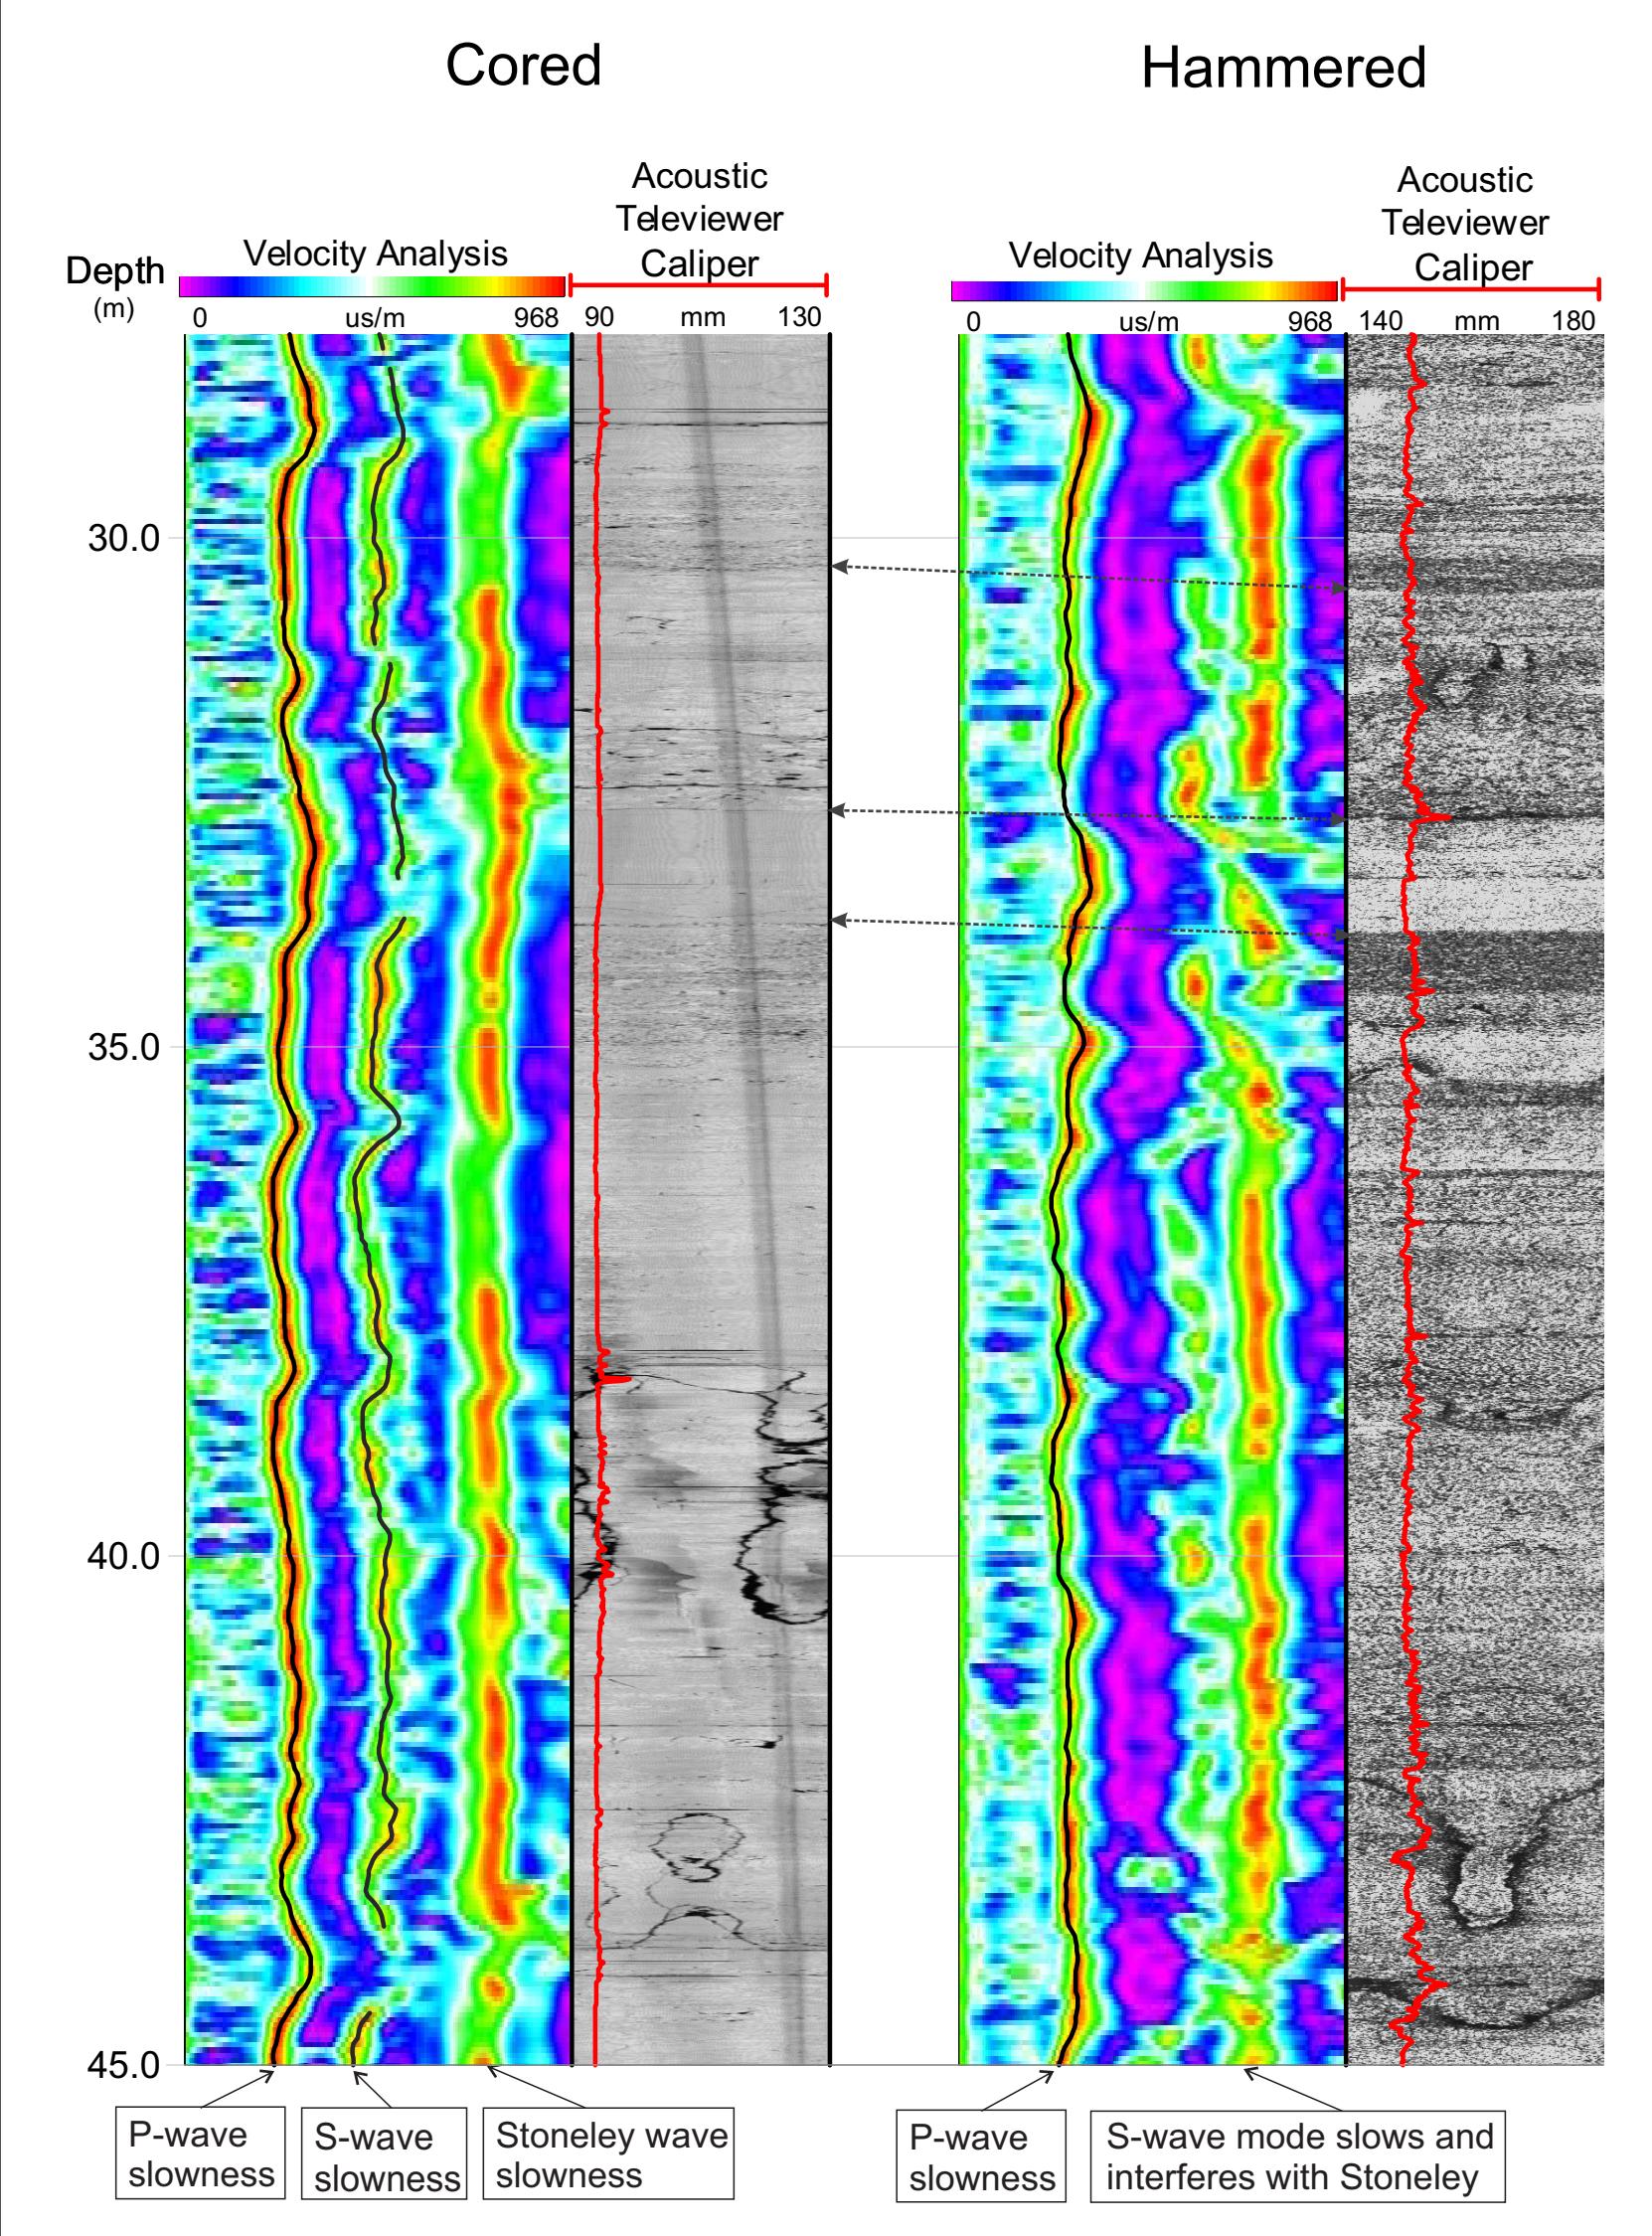 Cored
Hammered
Acoustic
Televiewer
Caliper
Velocity Analysis
Depth
(m)
0 us/m 968
90 mm 130
Acoustic
Televiewer
Caliper
Velocity Analysis
0 us/m 968
140 mm 180
30.0
35.0
40.0
45.0
P-wave
slowness
S-wave
slowness
Stoneley wave
slowness
P-wave
slowness
S-wave mode slows and
interferes with Stoneley